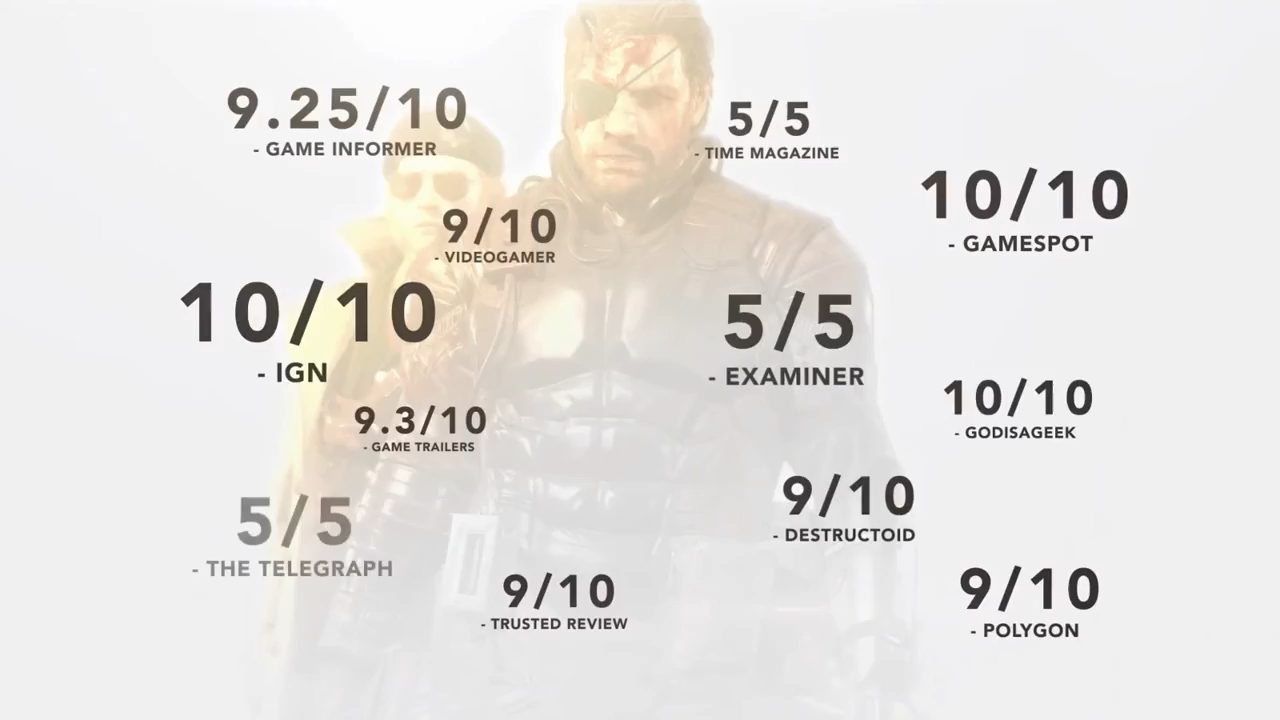 9.25/10
- GAME INFORMER
5/5
- TIME MAGAZINE
10/10
- GAMESPOT
9/10
- VIDEOGAMER
10/10
- IGN
5/5
- EXAMINER
10/10
- GODISAGEEK
9.3/10
- GAME TRAILERS
9/10
- DESTRUCTOID
5/5
- THE TELEGRAPH
9/10
- TRUSTED REVIEW
9/10
- POLYGON